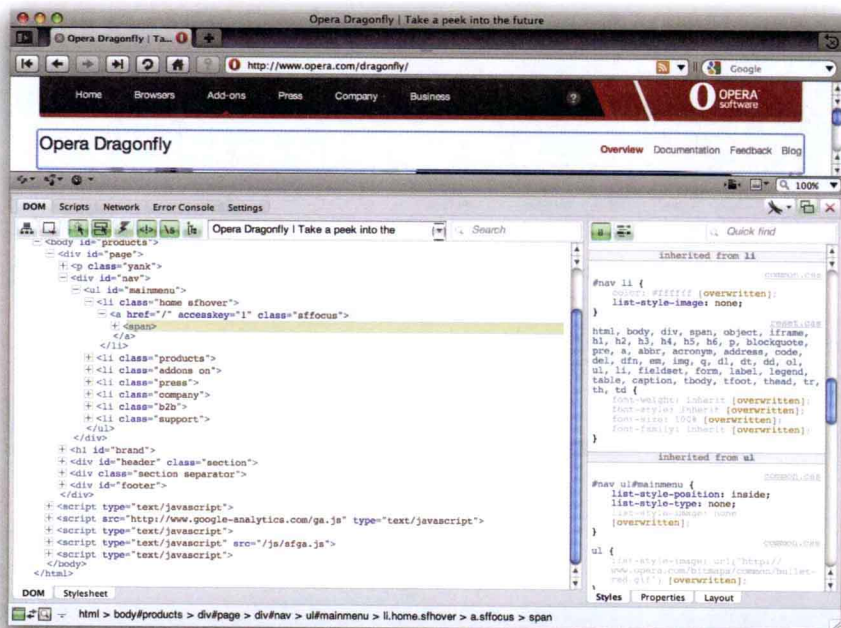 Opera Dragonfly | Take a peek into the future
Opera Dragonfly | Ta...
http://www.opera.com/dragonfly/
Google
Home Browsers Add-ons Press Company Business ?
OPERA
software
Opera Dragonfly
Overview Documentation Feedback Blog
100%
DOM Scripts Network Error Console Settings
Opera Dragonfly | Take a peek into the
Search
Quick find
<body id="products">
<div id="page">
<p class="yank">
<div id="nav">
<ul id="mainmenu">
<li class="home sfhover">
<a href="/" accesskey="1" class="sffocus">
<span>
</a>
</li>
<li class="products">
<li class="addons on">
<li class="press">
<li class="company">
<li class="b2b">
<li class="support">
</ul>
</div>
<h1 id="brand">
<div id="header" class="section">
<div class="section separator">
<div id="footer">
</div>
<script type="text/javascript">
<script src="http://www.google-analytics.com/ga.js" type="text/javascript">
<script type="text/javascript">
<script type="text/javascript" src="/js/sfga.js">
<script type="text/javascript">
</body>
</html>
inherited from li
common.css
#nav li {
color: #ffffff [overwritten];
list-style-image: none;
}
reset.css
html, body, div, span, object, iframe,
h1, h2, h3, h4, h5, h6, p, blockquote,
pre, a, abbr, acronym, address, code,
del, dfn, em, img, q, dl, dt, dd, ol,
ul, li, fieldset, form, label, legend,
table, caption, tbody, tfoot, thead, tr,
th, td {
font-weight: inherit [overwritten];
font-style: inherit [overwritten];
font-size: 100% [overwritten];
font-family: inherit [overwritten];
}
inherited from ul
common.css
#nav ul#mainmenu {
list-style-position: inside;
list-style-type: none;
list-style-image: none
[overwritten];
}
common.css
ul {
list-style-image: url('http://
www.opera.com/bitmaps/common/bullet-
red.gif') [overwritten];
DOM Stylesheet
Styles Properties Layout
html > body#products > div#page > div#nav > ul#mainmenu > li.home.sfhover > a.sffocus > span